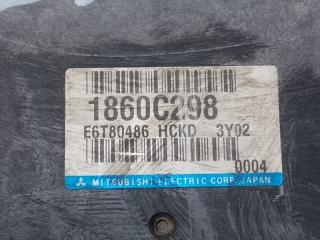 1860C298
E6T80486 HCKD 3Y02
0004
MITSUBISHI ELECTRIC CORP. JAPAN